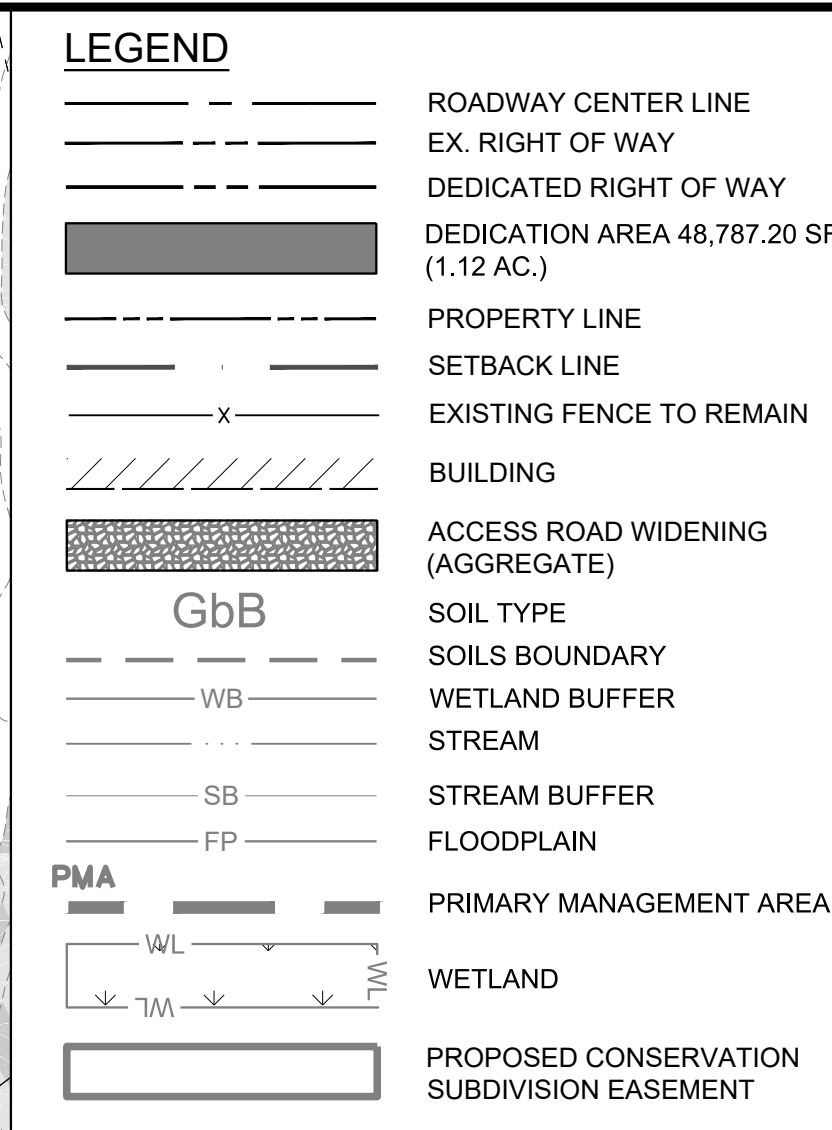 LEGEND
ROADWAY CENTER LINE
EX. RIGHT OF WAY
DEDICATED RIGHT OF WAY
DEDICATION AREA 48,787.20 SF
(1.12 AC.)
PROPERTY LINE
SETBACK LINE
X EXISTING FENCE TO REMAIN
BUILDING
ACCESS ROAD WIDENING
(AGGREGATE)
GbB SOIL TYPE
SOILS BOUNDARY
WB WETLAND BUFFER
STREAM
SB STREAM BUFFER
FP FLOODPLAIN
PMA
PRIMARY MANAGEMENT AREA
WL
WL WETLAND
WL
PROPOSED CONSERVATION
SUBDIVISION EASEMENT